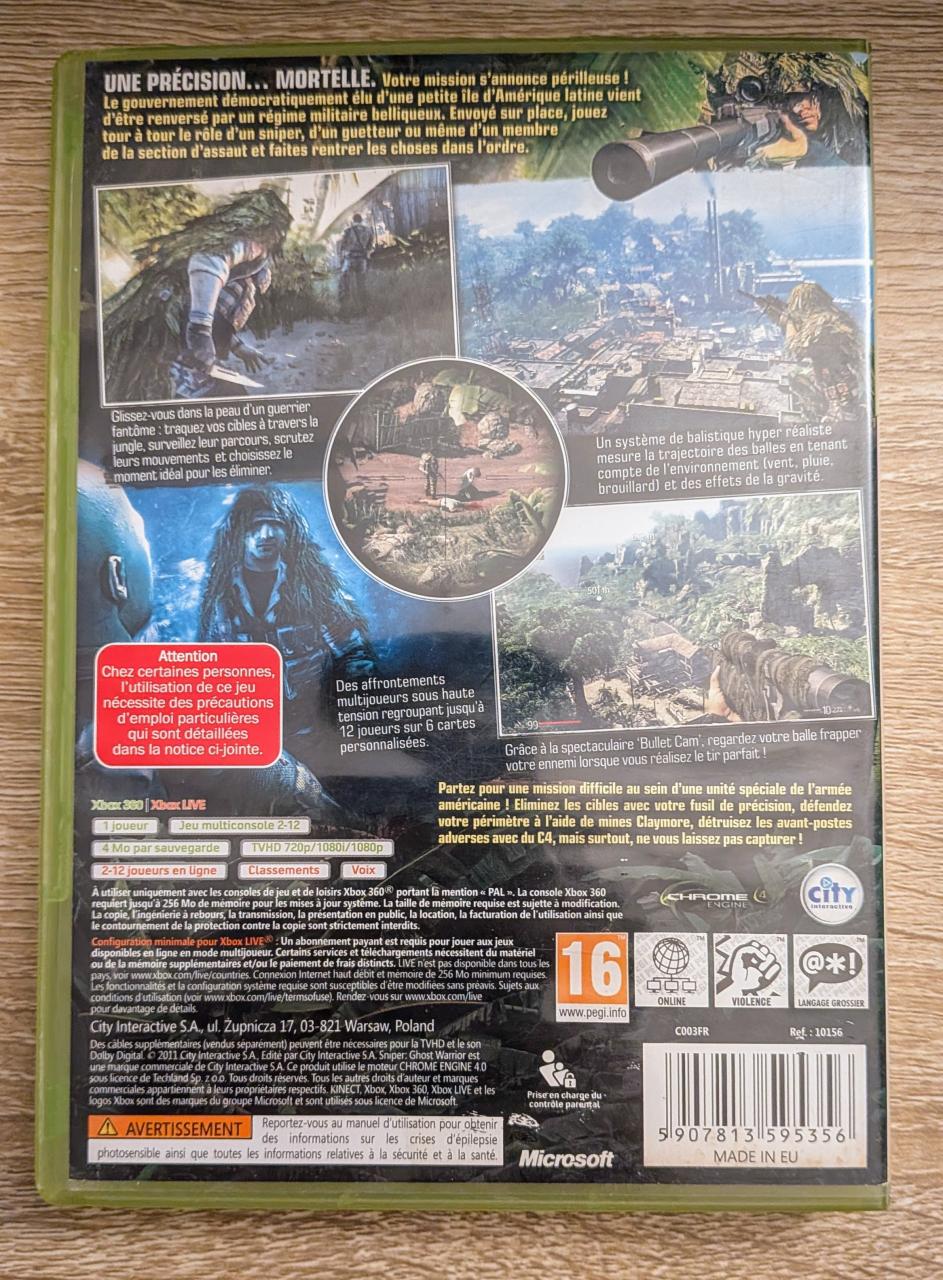 UNE PRÉCISION... MORTELLE. Votre mission s'annonce périlleuse !
Le gouvernement démocratiquement élu d'une petite île d'Amérique latine vient
d'être renversé par un régime militaire belliqueux. Envoyé sur place, jouez
tour à tour le rôle d'un sniper, d'un guetteur ou même d'un membre
de la section d'assaut et faites rentrer les choses dans l'ordre.
Glissez-vous dans la peau d'un guerrier
fantôme : traquez vos cibles à travers la
jungle, surveillez leur parcours, scrutez
leurs mouvements et choisissez le
moment idéal pour les éliminer.
Un système de balistique hyper réaliste
mesure la trajectoire des balles en tenant
compte de l'environnement (vent, pluie,
brouillard) et des effets de la gravité.
501 m
99
10
Attention
Chez certaines personnes,
l'utilisation de ce jeu
nécessite des précautions
d'emploi particulières
qui sont détaillées
dans la notice ci-jointe.
Des affrontements
multijoueurs sous haute
tension regroupant jusqu'à
12 joueurs sur 6 cartes
personnalisées.
Grâce à la spectaculaire 'Bullet Cam', regardez votre balle frapper
votre ennemi lorsque vous réalisez le tir parfait !
Partez pour une mission difficile au sein d'une unité spéciale de l'armée
américaine ! Eliminez les cibles avec votre fusil de précision, défendez
votre périmètre à l'aide de mines Claymore, détruisez les avant-postes
adverses avec du C4, mais surtout, ne vous laissez pas capturer !
Xbox 360 | Xbox LIVE
1 joueur Jeu multiconsole 2-12
4 Mo par sauvegarde TVHD 720p/1080i/1080p
2-12 joueurs en ligne Classements Voix
À utiliser uniquement avec les consoles de jeu et de loisirs Xbox 360® portant la mention « PAL ». La console Xbox 360
requiert jusqu'à 256 Mo de mémoire pour les mises à jour système. La taille de mémoire requise est sujette à modification.
La copie, l'ingénierie à rebours, la transmission, la présentation en public, la location, la facturation de l'utilisation ainsi que
le contournement de la protection contre la copie sont strictement interdits.
CHROME ENGINE 4
CITY interactive
Configuration minimale pour Xbox LIVE® : Un abonnement payant est requis pour jouer aux jeux
disponibles en ligne en mode multijoueur. Certains services et téléchargements nécessitent du matériel
ou de la mémoire supplémentaires et/ou le paiement de frais distincts. LIVE n'est pas disponible dans tous les
pays, voir www.xbox.com/live/countries. Connexion Internet haut débit et mémoire de 256 Mo minimum requises.
Les fonctionnalités et la configuration système requise sont susceptibles d'être modifiées sans préavis. Sujets aux
conditions d'utilisation (voir www.xbox.com/live/termsofuse). Rendez-vous sur www.xbox.com/live
pour davantage de détails.
16 ™
www.pegi.info
ONLINE ™
VIOLENCE ™
@*! ™
LANGAGE GROSSIER
City Interactive S.A., ul. Żupnicza 17, 03-821 Warsaw, Poland
C003FR Ref. : 10156
Des câbles supplémentaires (vendus séparément) peuvent être nécessaires pour la TVHD et le son
Dolby Digital. © 2011 City Interactive S.A., Edité par City Interactive S.A. Sniper: Ghost Warrior est
une marque commerciale de City Interactive S.A. Ce produit utilise le moteur CHROME ENGINE 4.0
sous licence de Techland Sp. z o.o. Tous droits réservés. Tous les autres droits d'auteur et marques
commerciales appartiennent à leurs propriétaires respectifs. KINECT, Xbox, Xbox 360, Xbox LIVE et les
logos Xbox sont des marques du groupe Microsoft et sont utilisés sous licence de Microsoft.
Prise en charge du
contrôle parental
AVERTISSEMENT Reportez-vous au manuel d'utilisation pour obtenir
des informations sur les crises d'épilepsie
photosensible ainsi que toutes les informations relatives à la sécurité et à la santé.
Microsoft
5 907813 595356
MADE IN EU